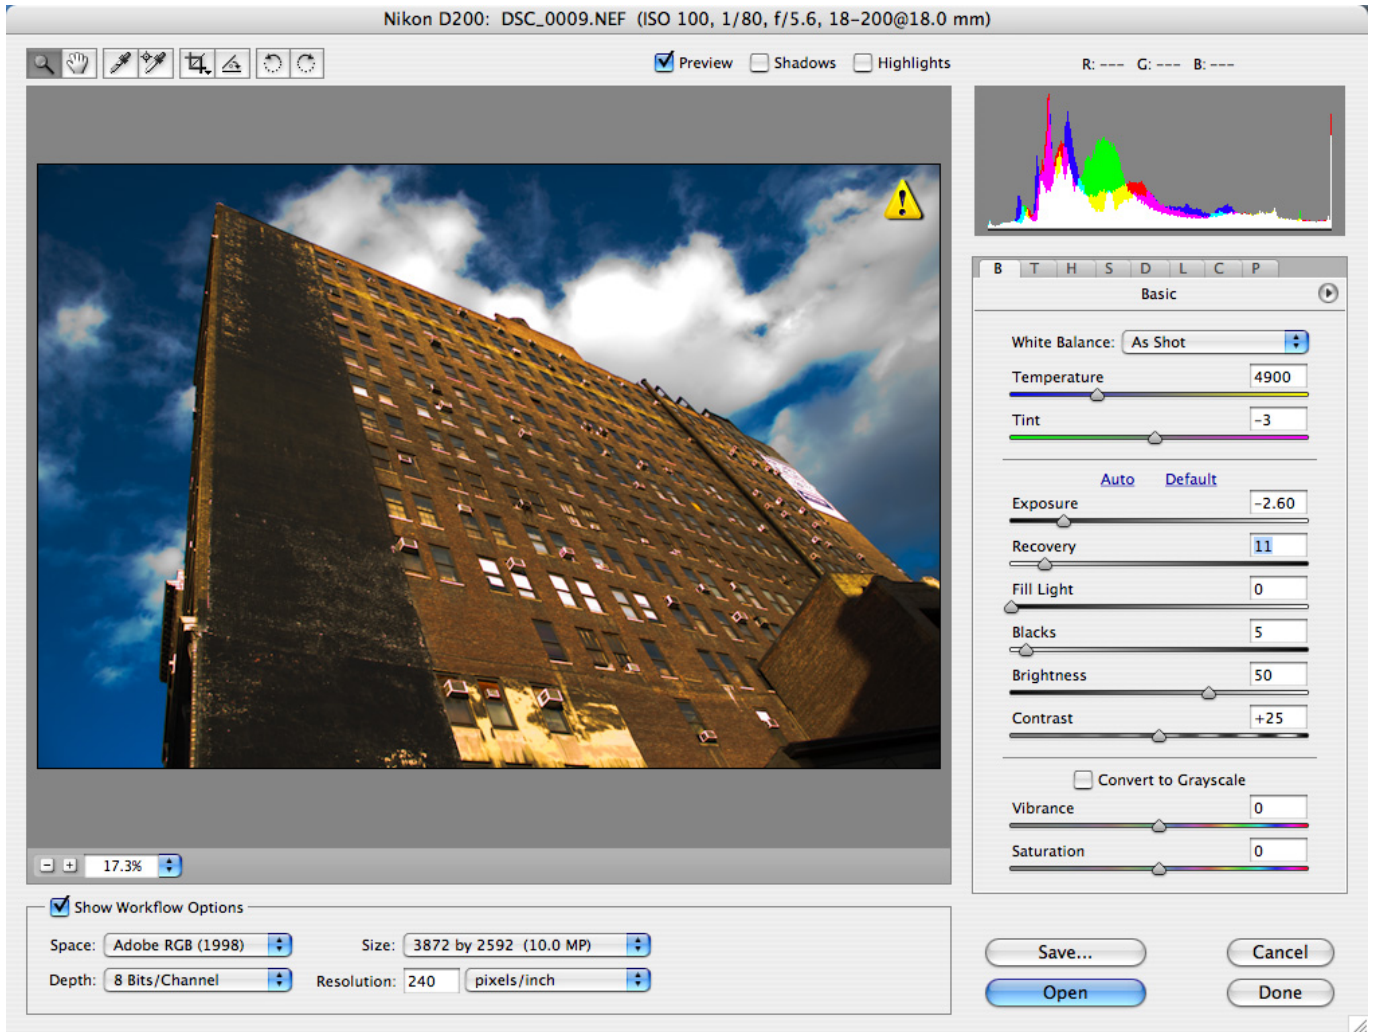 Nikon D200:  DSC_0009.NEF  (ISO 100, 1/80, f/5.6, 18-200@18.0 mm)
Preview Shadows Highlights
R: --- G: --- B: ---
B T H S D L C P
Basic
White Balance: As Shot
Temperature 4900
Tint -3
Auto Default
Exposure -2.60
Recovery 11
Fill Light 0
Blacks 5
Brightness 50
Contrast +25
Convert to Grayscale
Vibrance 0
Saturation 0
17.3%
Show Workflow Options
Space: Adobe RGB (1998) Size: 3872 by 2592 (10.0 MP)
Depth: 8 Bits/Channel Resolution: 240 pixels/inch
Save... Cancel
Open Done